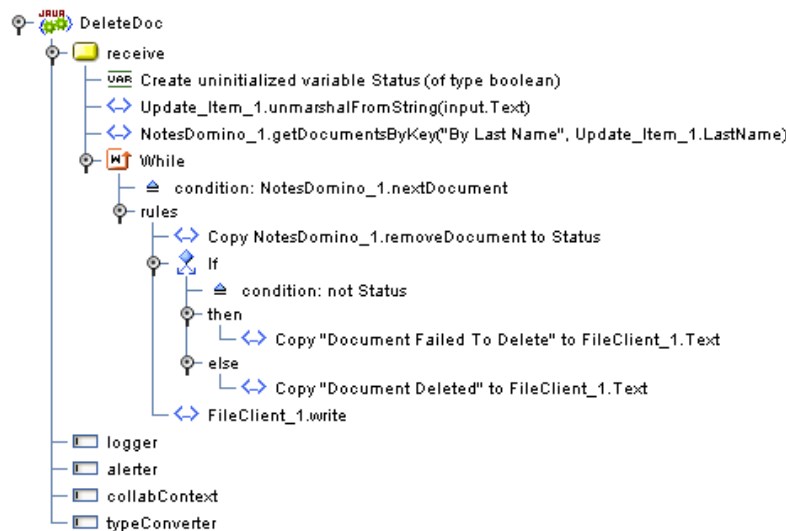 JAVA DeleteDoc
receive
VAR Create uninitialized variable Status (of type boolean)
Update_Item_1.unmarshalFromString(input.Text)
NotesDomino_1.getDocumentsByKey("By Last Name", Update_Item_1.LastName)
W While
condition: NotesDomino_1.nextDocument
rules
Copy NotesDomino_1.removeDocument to Status
If
condition: not Status
then
Copy "Document Failed To Delete" to FileClient_1.Text
else
Copy "Document Deleted" to FileClient_1.Text
FileClient_1.write
logger
alerter
collabContext
typeConverter